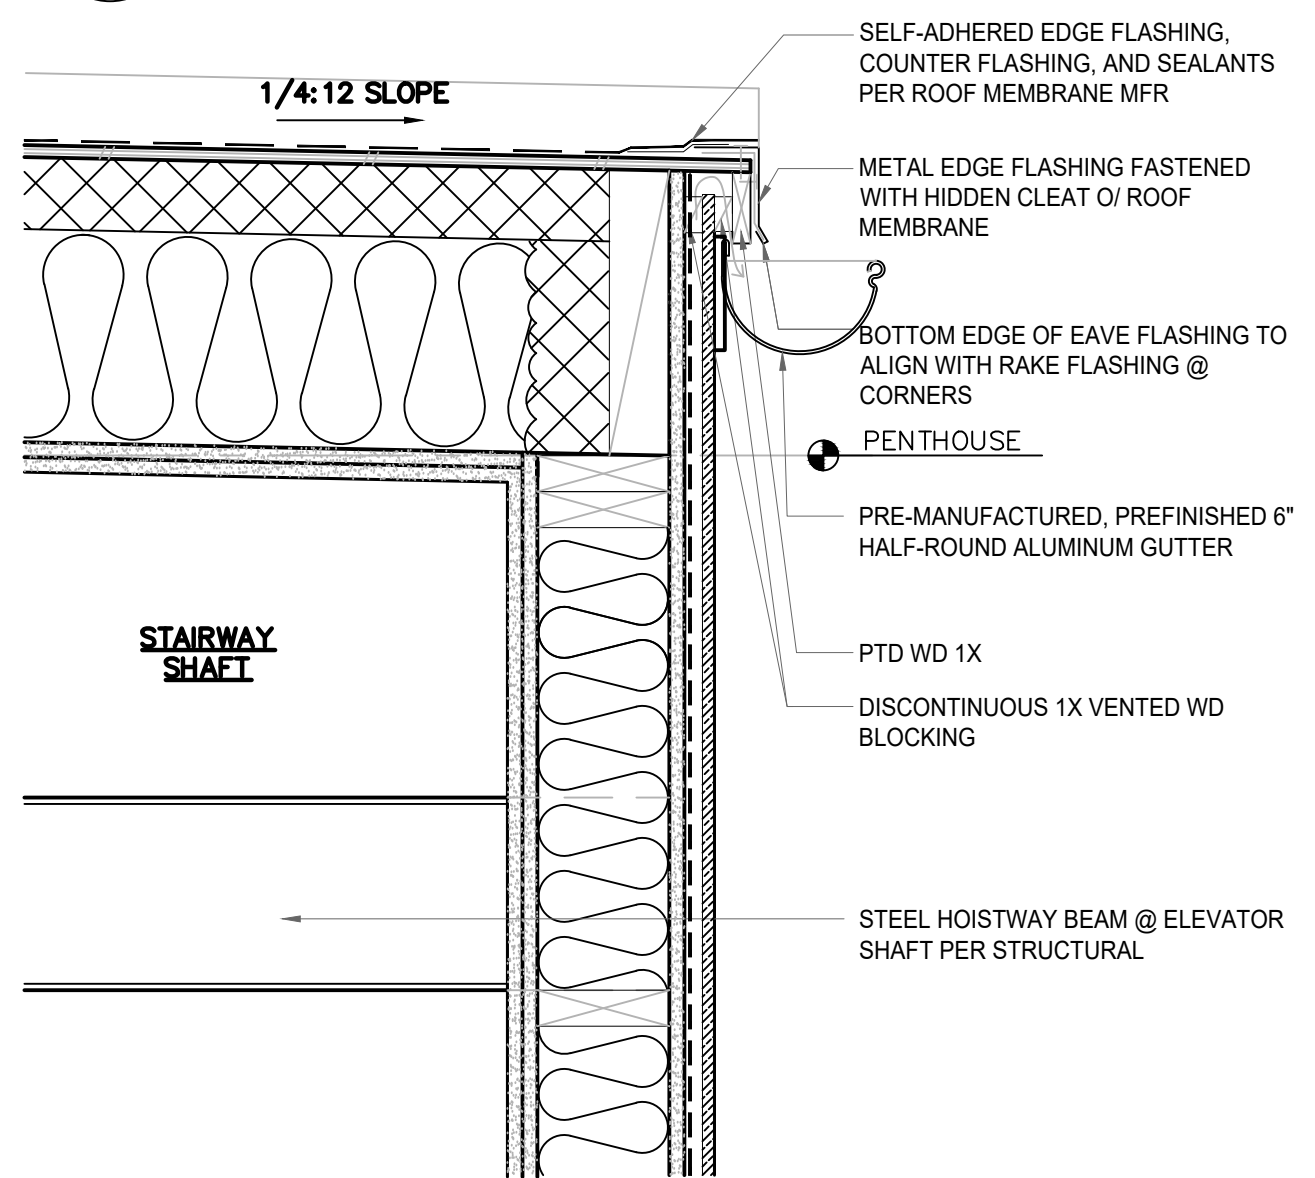 SELF-ADHERED EDGE FLASHING,
COUNTER FLASHING, AND SEALANTS
PER ROOF MEMBRANE MFR
1/4:12 SLOPE
METAL EDGE FLASHING FASTENED
WITH HIDDEN CLEAT O/ ROOF
MEMBRANE
BOTTOM EDGE OF EAVE FLASHING TO
ALIGN WITH RAKE FLASHING @
CORNERS
PENTHOUSE
PRE-MANUFACTURED, PREFINISHED 6"
HALF-ROUND ALUMINUM GUTTER
STAIRWAY
SHAFT
PTD WD 1X
DISCONTINUOUS 1X VENTED WD
BLOCKING
STEEL HOISTWAY BEAM @ ELEVATOR
SHAFT PER STRUCTURAL